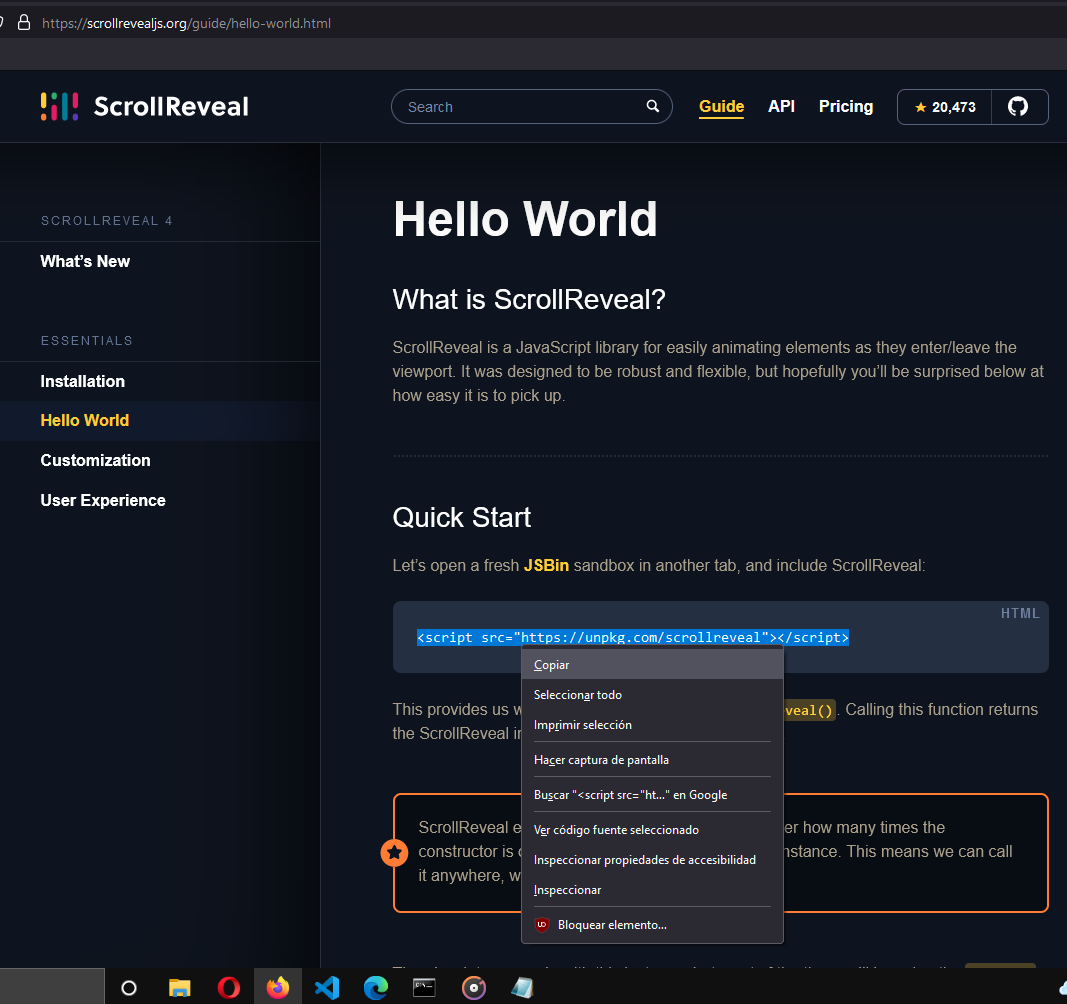 https://scrollrevealjs.org/guide/hello-world.html
ScrollReveal
Search
Guide
API
Pricing
★ 20,473
SCROLLREVEAL 4
What's New
ESSENTIALS
Installation
Hello World
Customization
User Experience
Hello World
What is ScrollReveal?
ScrollReveal is a JavaScript library for easily animating elements as they enter/leave the
viewport. It was designed to be robust and flexible, but hopefully you’ll be surprised below at
how easy it is to pick up.
Quick Start
Let’s open a fresh JSBin sandbox in another tab, and include ScrollReveal:
HTML
<script src="https://unpkg.com/scrollreveal"></script>
This provides us veal(). Calling this function returns
the ScrollReveal
ScrollReveal er how many times the
constructor is nstance. This means we can call
it anywhere,
Copiar
Seleccionar todo
Imprimir selección
Hacer captura de pantalla
Buscar "<script src="ht..." en Google
Ver código fuente seleccionado
Inspeccionar propiedades de accesibilidad
Inspeccionar
Bloquear elemento...